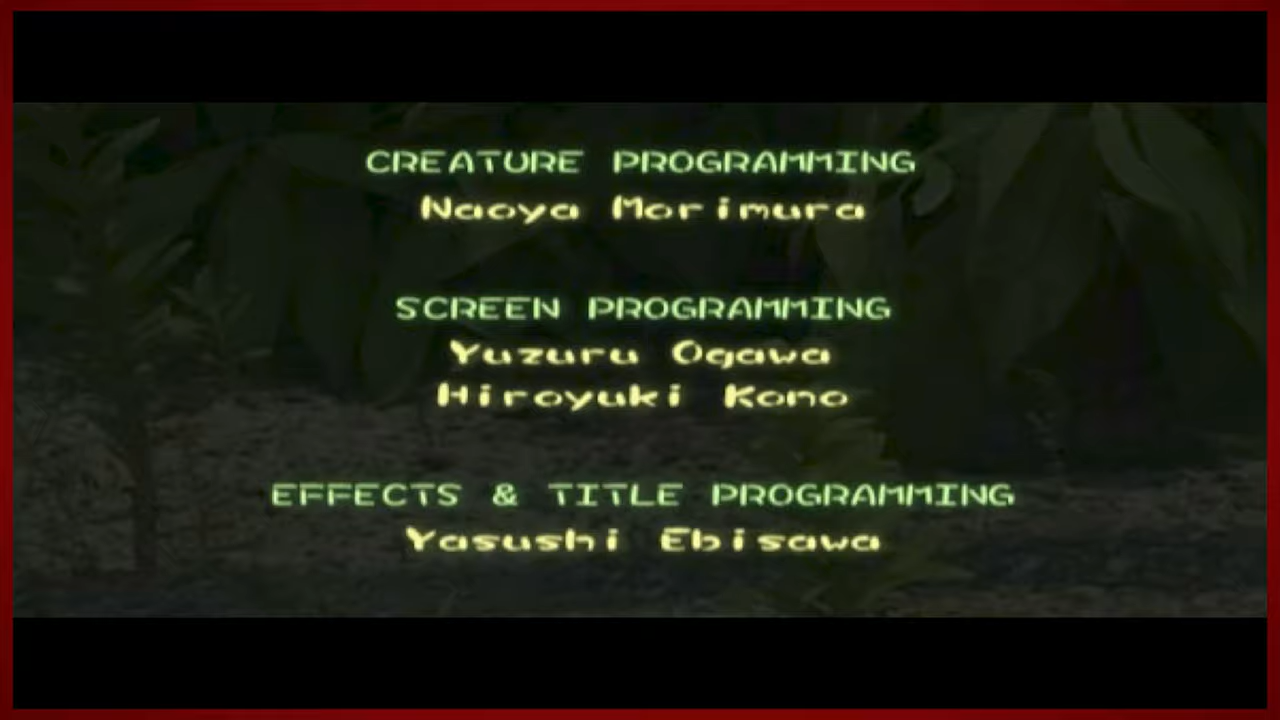 CREATURE PROGRAMMING
Naoya Morimura
SCREEN PROGRAMMING
Yuzuru Ogawa
Hiroyuki Kono
EFFECTS & TITLE PROGRAMMING
Yasushi Ebisawa